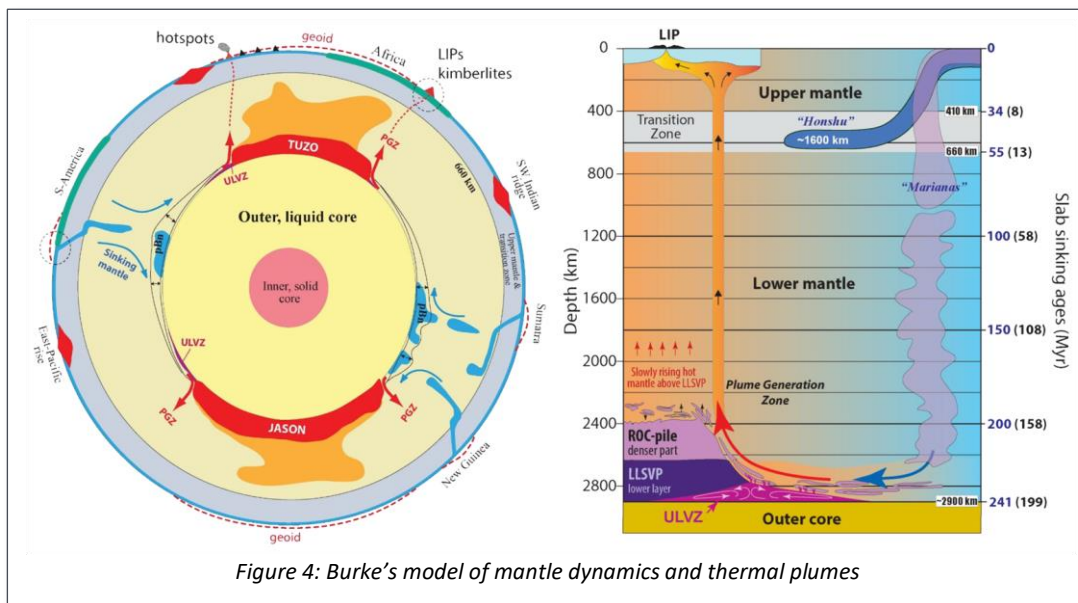 hotspots
geoid
Africa
LIPs
kimberlites
TUZO
PGZ
ULVZ
660 km
S-America
SW Indian
ridge
Outer, liquid core
pBn
Sinking
mantle
Upper mantle &
transition zone
Inner, solid
core
pBn
East-Pacific
rise
Sumatra
ULVZ
PGZ
JASON
PGZ
New Guinea
geoid
LIP
Depth (km)
0
400
800
1200
1600
2000
2400
2800
Upper mantle
Transition
Zone
"Honshu"
~1600 km
410 km
660 km
"Marianas"
Lower mantle
Slowly rising hot
mantle above LLSVP
Plume Generation
Zone
ROC-pile
denser part
LLSVP
lower layer
ULVZ
Outer core
~2900 km
0
34 (8)
55 (13)
100 (58)
150 (108)
200 (158)
241 (199)
Slab sinking ages (Myr)
Figure 4: Burke's model of mantle dynamics and thermal plumes